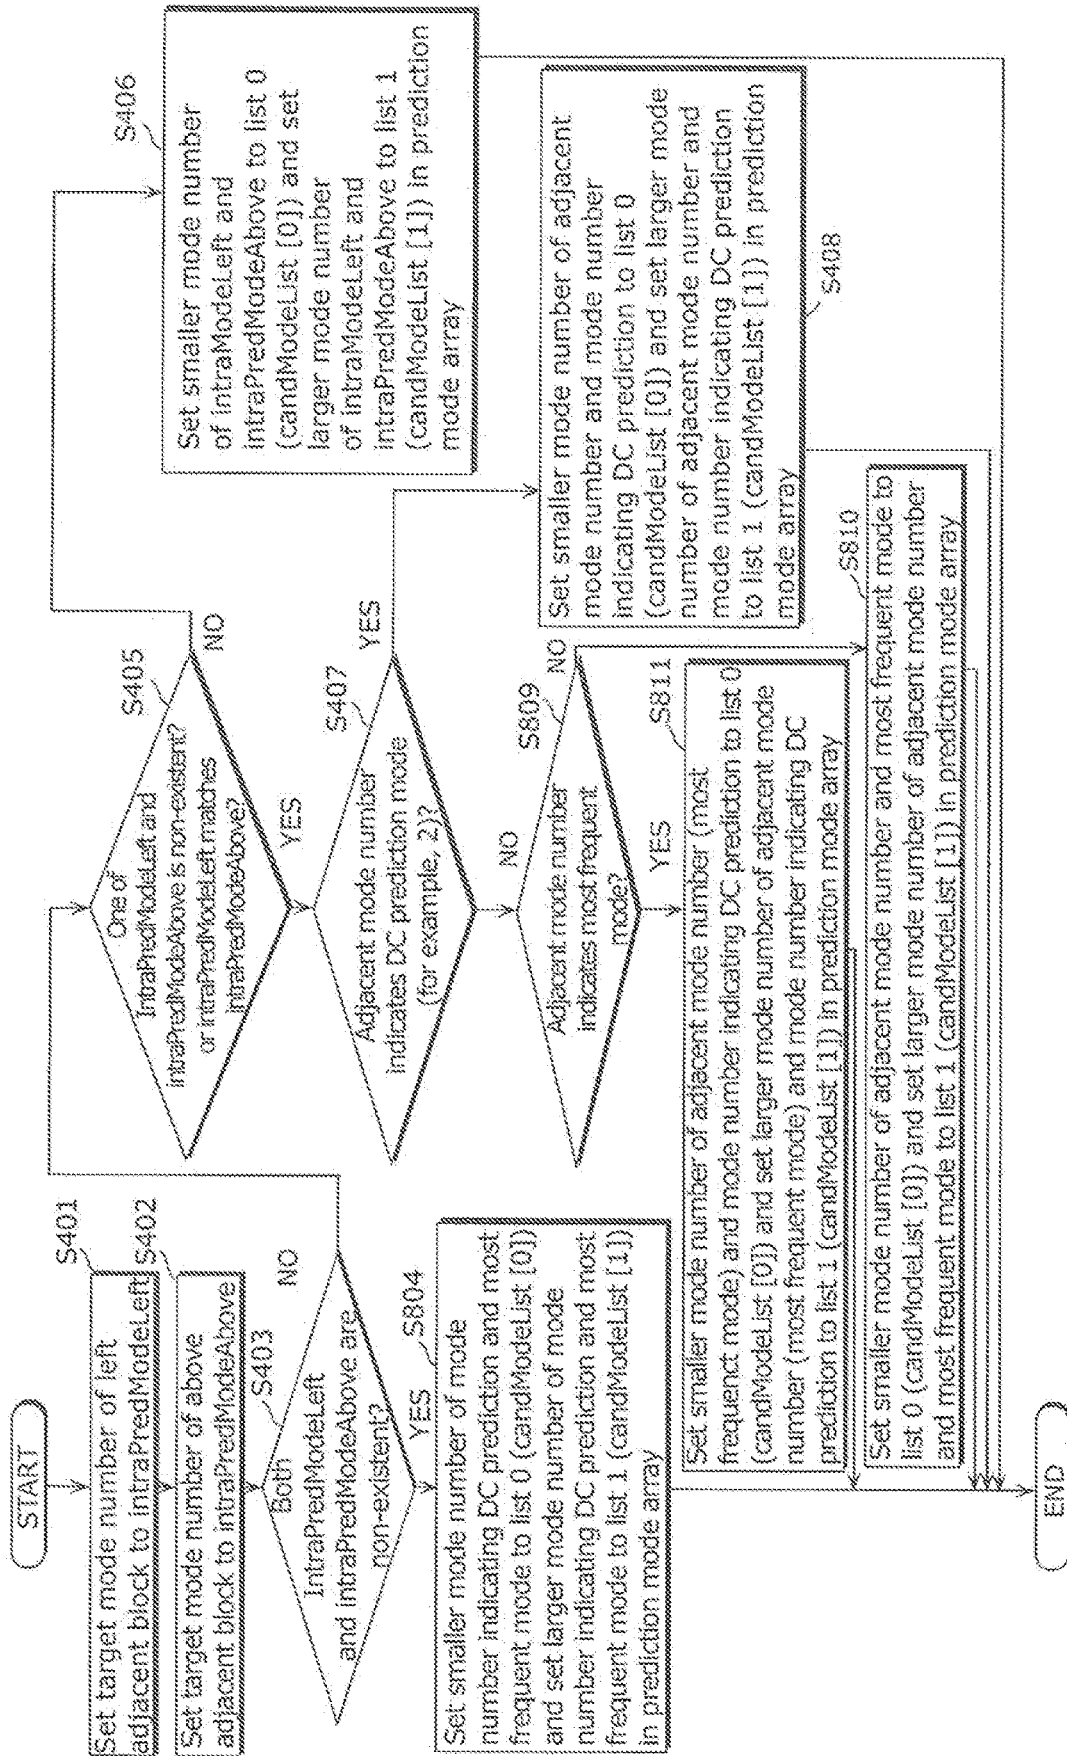 START
Set target mode number of left
adjacent block to intraPredModeLeft
S401
Set target mode number of above
adjacent block to intraPredModeAbove
S402
Both
IntraPredModeLeft
and intraPredModeAbove are
non-existent?
S403
NO
YES
S804
Set smaller mode number of mode
number indicating DC prediction and most
frequent mode to list 0 (candModeList [0])
and set larger mode number of mode
number indicating DC prediction and most
frequent mode to list 1 (candModeList [1])
in prediction mode array
One of
IntraPredModeLeft and
intraPredModeAbove is non-existent?
or intraPredModeLeft matches
intraPredModeAbove?
S405
NO
YES
S406
Set smaller mode number
of intraModeLeft and
intraPredModeAbove to list 0
(candModeList [0]) and set
larger mode number
of intraModeLeft and
intraPredModeAbove to list 1
(candModeList [1]) in prediction
mode array
Adjacent mode number
indicates DC prediction mode
(for example, 2)?
S407
YES
NO
Set smaller mode number of adjacent
mode number and mode number
indicating DC prediction to list 0
(candModeList [0]) and set larger mode
number of adjacent mode number and
mode number indicating DC prediction
to list 1 (candModeList [1]) in prediction
mode array
S408
Adjacent mode number
indicates most frequent
mode?
S809
NO
YES
S811
Set smaller mode number of adjacent mode number (most
frequenct mode) and mode number indicating DC prediction to list 0
(candModeList [0]) and set larger mode number of adjacent mode
number (most frequent mode) and mode number indicating DC
prediction to list 1 (candModeList [1]) in prediction mode array
S810
Set smaller mode number of adjacent mode number and most frequent mode to
list 0 (candModeList [0]) and set larger mode number of adjacent mode number
and most frequent mode to list 1 (candModeList [1]) in prediction mode array
END